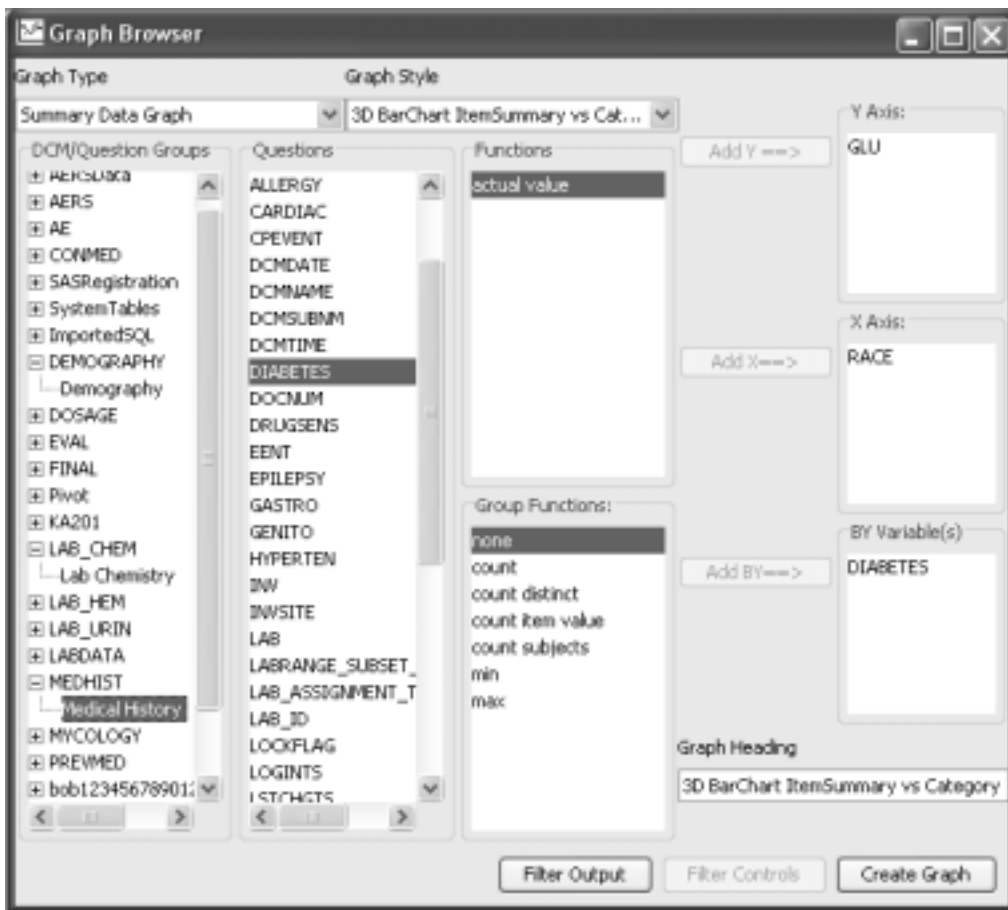 Graph Browser
Graph Type
Graph Style
Summary Data Graph
3D BarChart ItemSummary vs Cat...
DCM/Question Groups
AERSData
AERS
AE
CONMED
SASRegistration
SystemTables
ImportedSQL
DEMOGRAPHY
Demography
DOSAGE
EVAL
FINAL
Pivot
KA201
LAB_CHEM
Lab Chemistry
LAB_HEM
LAB_URIN
LABDATA
MEDHIST
Medical History
MYCOLOGY
PREVMED
bob123456789012
Questions
ALLERGY
CARDIAC
CPEVENT
DCMDATE
DCMNAME
DCMSUBNM
DCMTIME
DIABETES
DOCNUM
DRUGSENS
EENT
EPILEPSY
GASTRO
GENITO
HYPERTEN
INV
INVSITE
LAB
LABRANGE_SUBSET_
LAB_ASSIGNMENT_T
LAB_ID
LOCKFLAG
LOGINTS
LSTCHGTS
Functions
actual value
Group Functions:
none
count
count distinct
count item value
count subjects
min
max
Add Y ==>
Add X==>
Add BY==>
Y Axis:
GLU
X Axis:
RACE
BY Variable(s)
DIABETES
Graph Heading
3D BarChart ItemSummary vs Category
Filter Output
Filter Controls
Create Graph